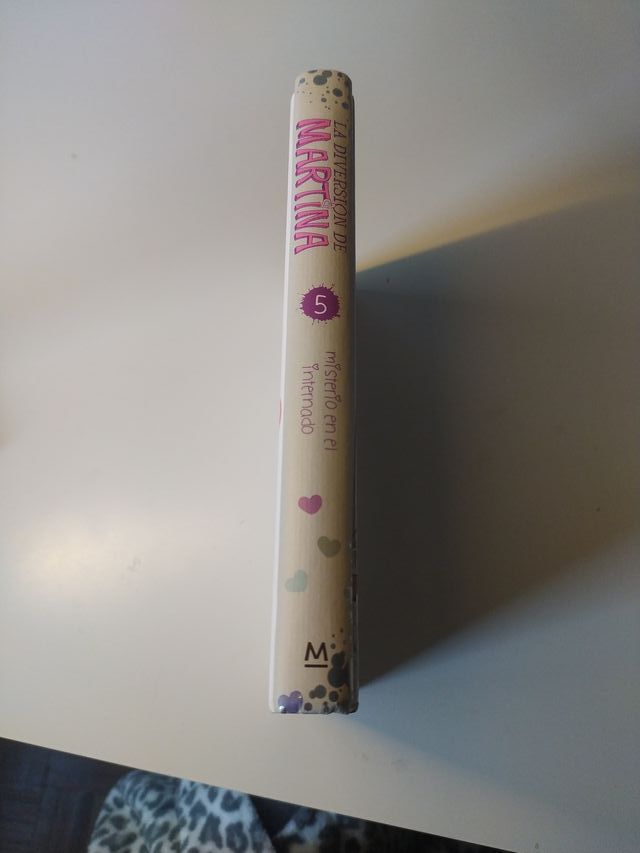 LA DIVERSIÓN DE
MARTINA
5
misterio en el
internado
M